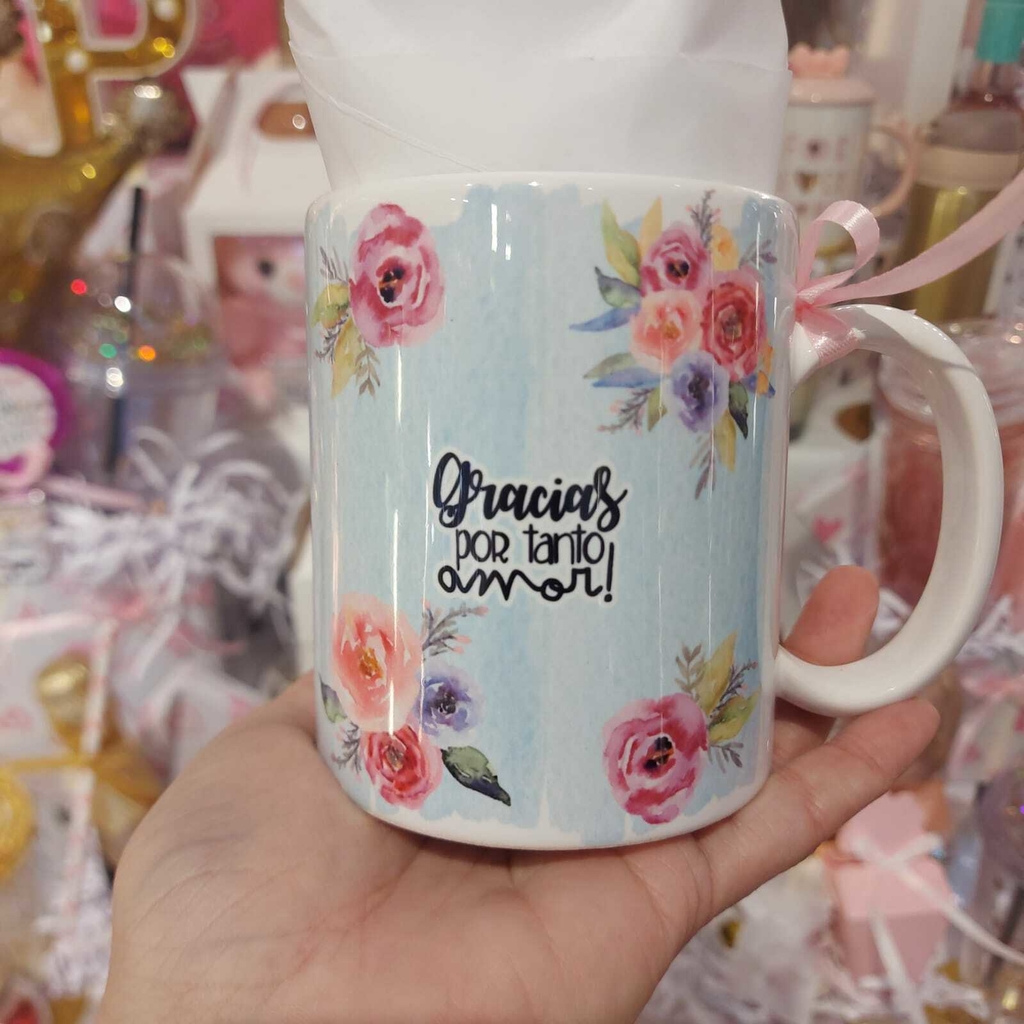 Gracias
por tanto
amor!